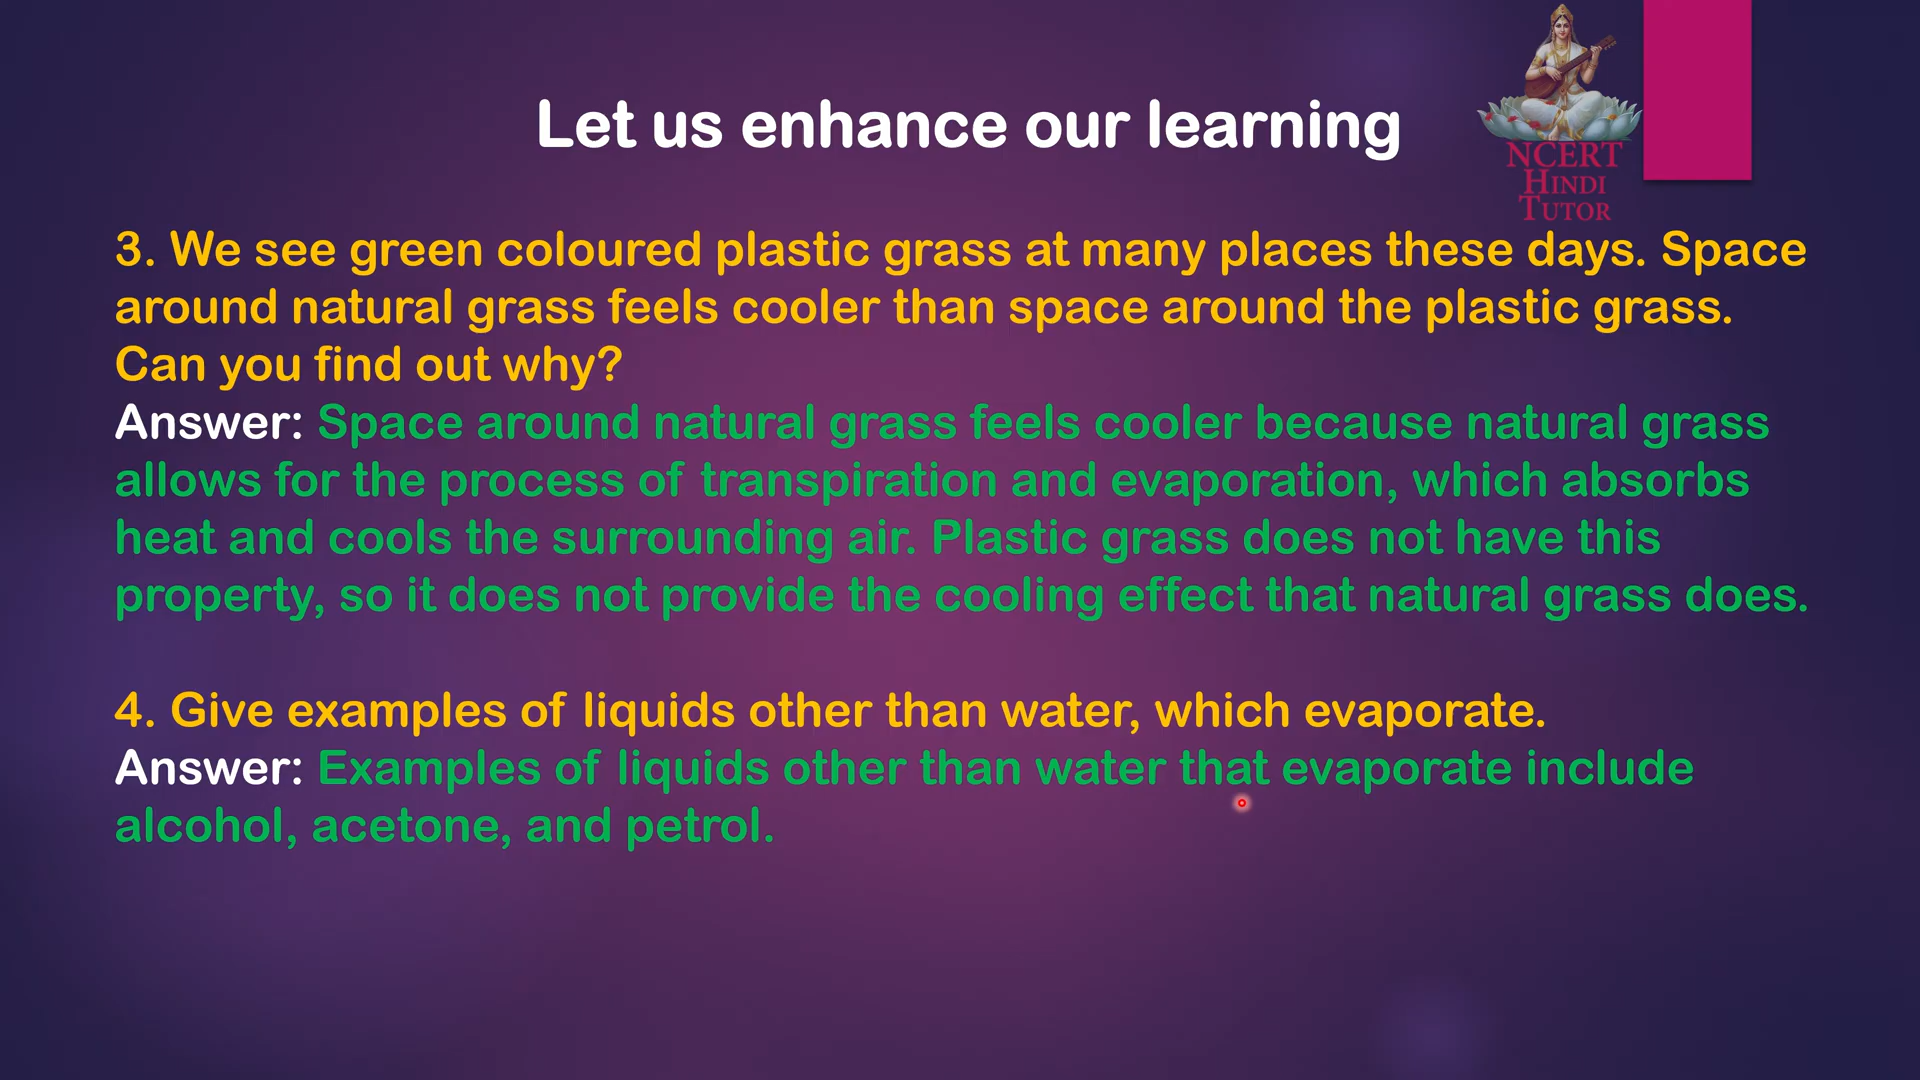 Let us enhance our learning
NCERT
HINDI
TUTOR
3. We see green coloured plastic grass at many places these days. Space
around natural grass feels cooler than space around the plastic grass.
Can you find out why?
Answer: Space around natural grass feels cooler because natural grass
allows for the process of transpiration and evaporation, which absorbs
heat and cools the surrounding air. Plastic grass does not have this
property, so it does not provide the cooling effect that natural grass does.
4. Give examples of liquids other than water, which evaporate.
Answer: Examples of liquids other than water that evaporate include
alcohol, acetone, and petrol.